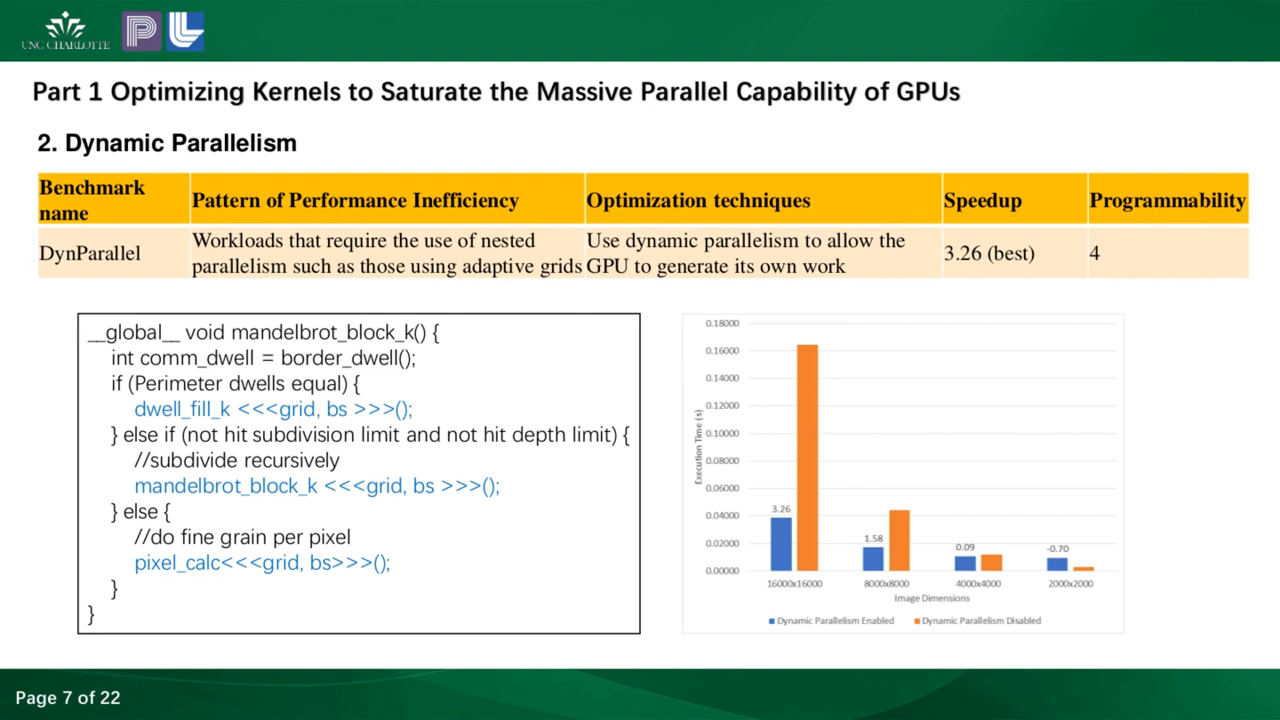 UNC CHARLOTTE
Part 1 Optimizing Kernels to Saturate the Massive Parallel Capability of GPUs
2. Dynamic Parallelism
Benchmark name
Pattern of Performance Inefficiency
Optimization techniques
Speedup
Programmability
DynParallel
Workloads that require the use of nested
parallelism such as those using adaptive grids
Use dynamic parallelism to allow the
GPU to generate its own work
3.26 (best)
4
__global__ void mandelbrot_block_k() {
int comm_dwell = border_dwell();
if (Perimeter dwells equal) {
dwell_fill_k <<<grid, bs >>>();
} else if (not hit subdivision limit and not hit depth limit) {
//subdivide recursively
mandelbrot_block_k <<<grid, bs >>>();
} else {
//do fine grain per pixel
pixel_calc<<<grid, bs>>>();
}
}
0.18000
0.16000
0.14000
0.12000
0.10000
0.08000
0.06000
0.04000
0.02000
0.00000
Execution Time (s)
3.26
1.58
0.09
-0.70
16000x16000
8000x8000
4000x4000
2000x2000
Image Dimensions
Dynamic Parallelism Enabled
Dynamic Parallelism Disabled
Page 7 of 22